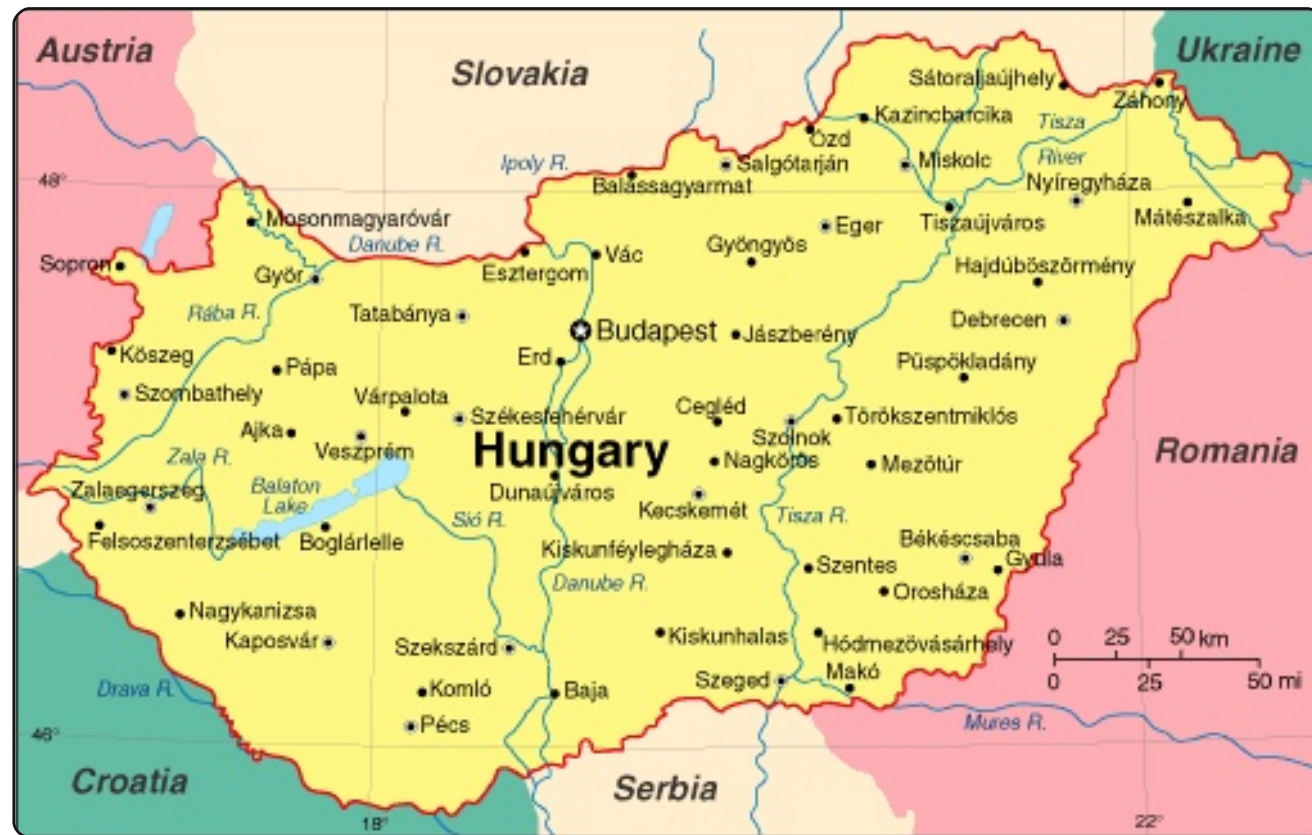 Austria
Slovakia
Ukraine
Sátoraljaújhely
Záhony
Kazincbarcika
Tisza
River
Ózd
Ipoly R.
Salgótarján
Miskolc
48°
Balassagyarmat
Nyíregyháza
Mosonmagyaróvár
Tiszaújváros
Mátészalka
Danube R.
Eger
Gyöngyös
Sopron
Vác
Esztergom
Györ
Hajdúböszörmény
Rába R.
Tatabánya
Debrecen
Budapest
Jászberény
Köszeg
Erd
Püspökladány
Pápa
Szombathely
Várpalota
Cegléd
Székesfehérvár
Törökszentmiklós
Ajka
Veszprém
Szolnok
Hungary
Romania
Zala R.
Nagkörös
Mezötúr
Zalaegerszeg
Balaton
Lake
Dunaújváros
Kecskemét
Sió R.
Tisza R.
Felsoszenterzsébet
Boglárlelle
Békéscsaba
Kiskunféylegháza
Gyula
Szentes
Danube R.
Orosháza
Nagykanizsa
Kaposvár
Szekszárd
Kiskunhalas
Hódmezövásárhely
0 25 50 km
0 25 50 mi
Drava R.
Komló
Baja
Szeged
Makó
Pécs
Mures R.
46°
Croatia
Serbia
18°
22°